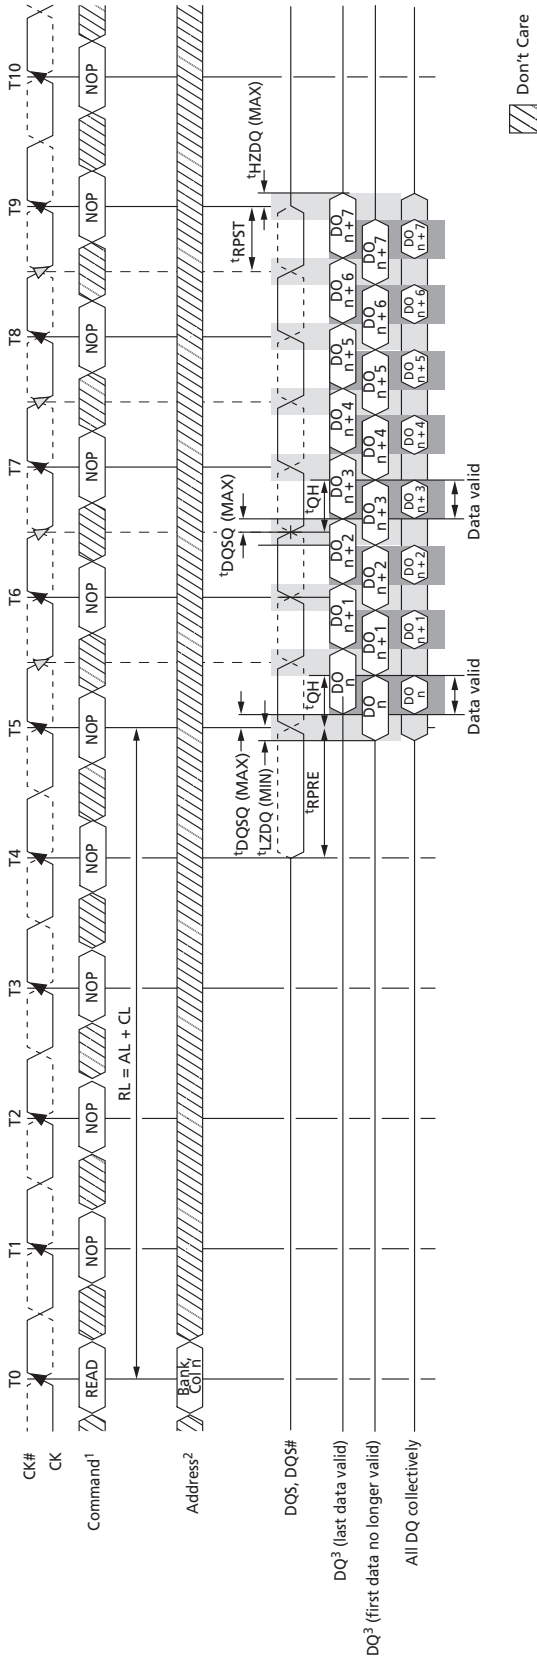 T0 T1 T2 T3 T4 T5 T6 T7 T8 T9 T10
CK#
CK
Command¹ READ NOP NOP NOP NOP NOP NOP NOP NOP NOP NOP
RL = AL + CL
Address² Bank, Col n
tDQSQ (MAX)
tLZDQ (MIN)
tRPRE
tQH
tDQSQ (MAX)
tQH
tRPST
tHZDQ (MAX)
DQS, DQS#
DQ³ (last data valid) DO n DO n + 1 DO n + 2 DO n + 3 DO n + 4 DO n + 5 DO n + 6 DO n + 7
DQ³ (first data no longer valid) DO n DO n + 1 DO n + 2 DO n + 3 DO n + 4 DO n + 5 DO n + 6 DO n + 7
All DQ collectively DO n DO n + 1 DO n + 2 DO n + 3 DO n + 4 DO n + 5 DO n + 6 DO n + 7
Data valid Data valid
Don't Care